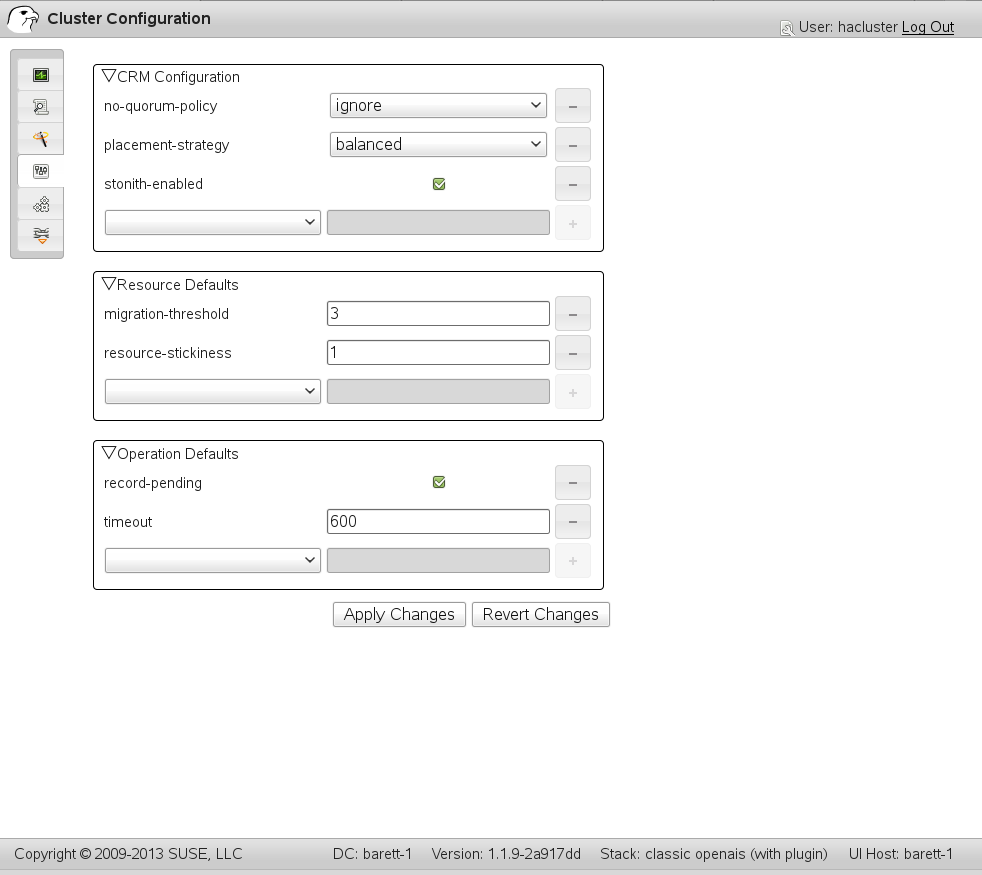 Cluster Configuration
User: hacluster Log Out
CRM Configuration
no-quorum-policy ignore −
placement-strategy balanced −
stonith-enabled −
+
Resource Defaults
migration-threshold 3 −
resource-stickiness 1 −
+
Operation Defaults
record-pending −
timeout 600 −
+
Apply Changes Revert Changes
Copyright © 2009-2013 SUSE, LLC DC: barett-1 Version: 1.1.9-2a917dd Stack: classic openais (with plugin) UI Host: barett-1